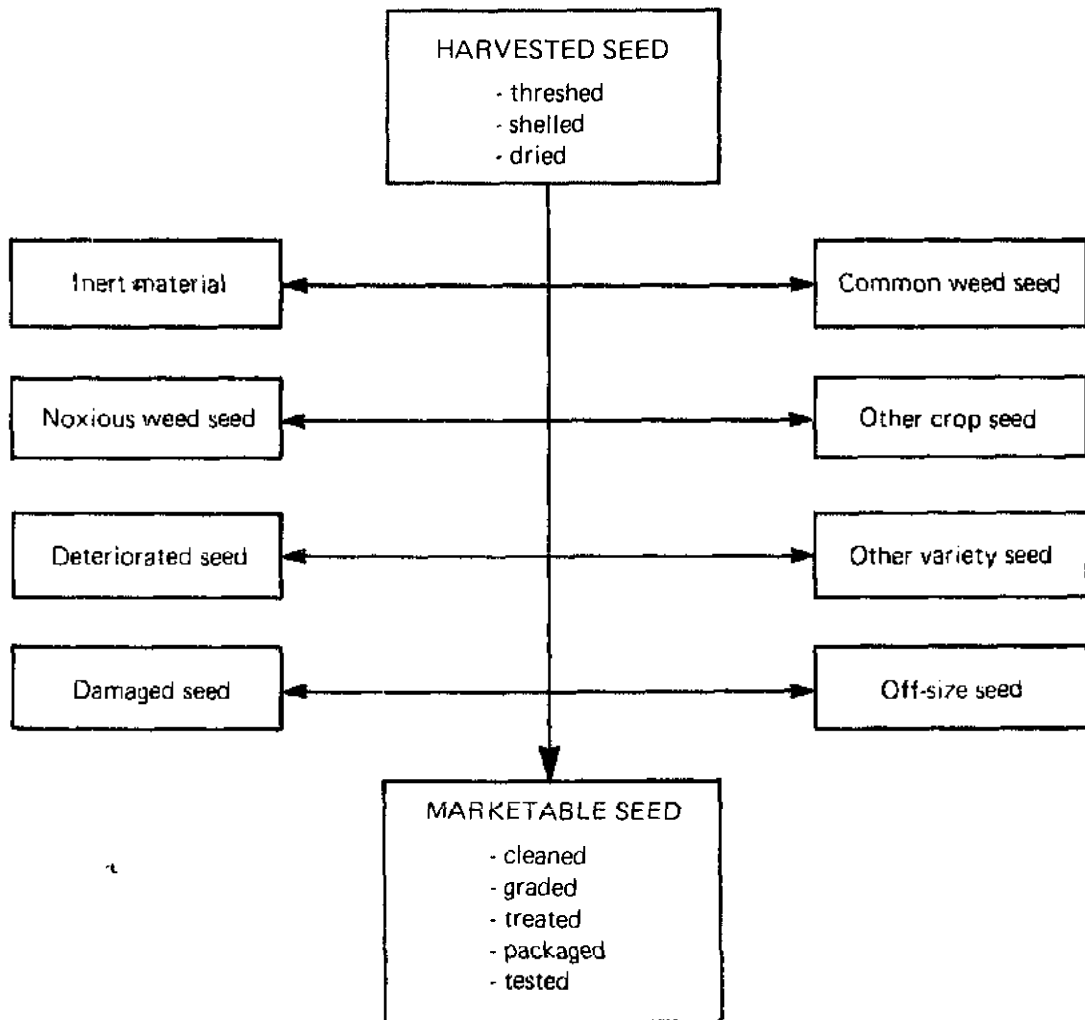 HARVESTED SEED
- threshed
- shelled
- dried
Inert material
Common weed seed
Noxious weed seed
Other crop seed
Deteriorated seed
Other variety seed
Damaged seed
Off-size seed
MARKETABLE SEED
- cleaned
- graded
- treated
- packaged
- tested